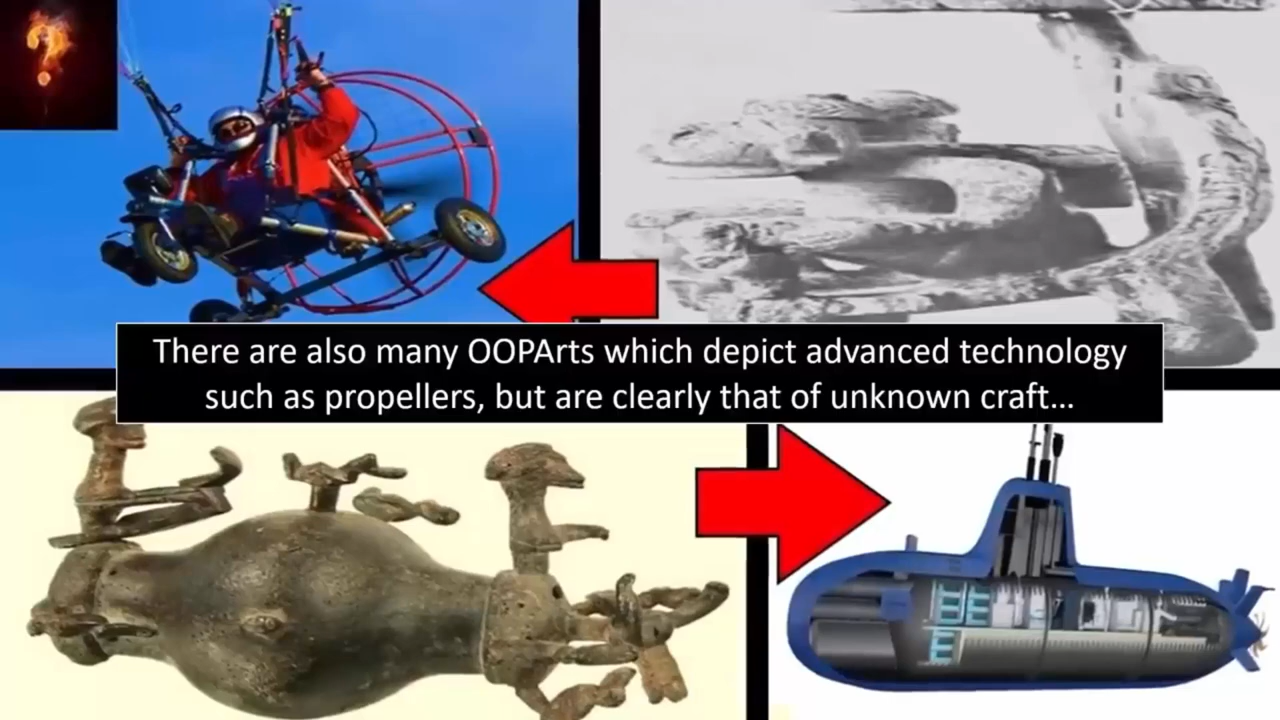 There are also many OOPArts which depict advanced technology
such as propellers, but are clearly that of unknown craft...